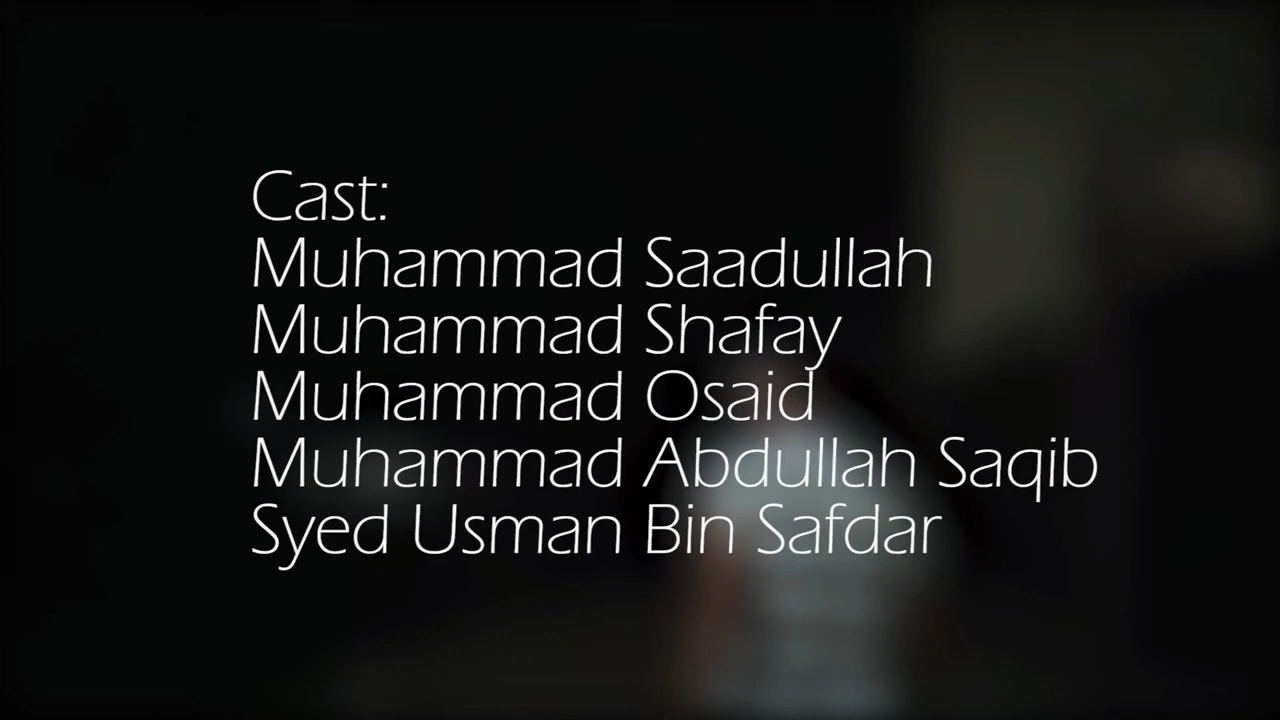 Cast:
Muhammad Saadullah
Muhammad Shafay
Muhammad Osaid
Muhammad Abdullah Saqib
Syed Usman Bin Safdar